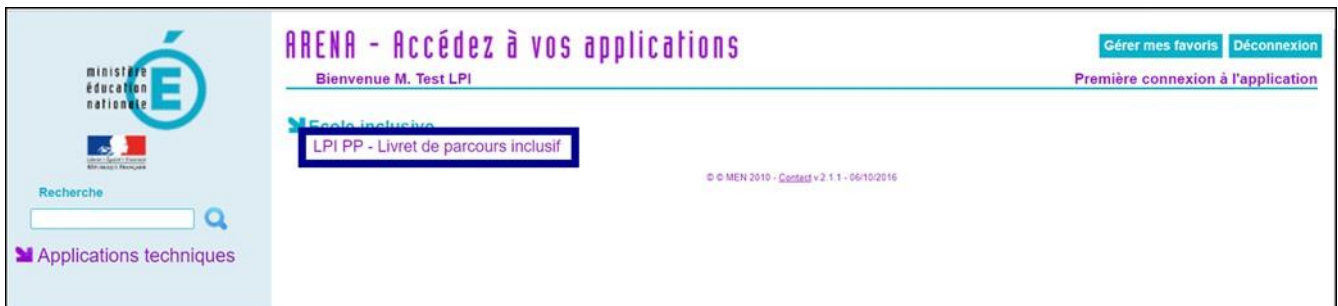 ministère
éducation
nationale
Recherche
Applications techniques
ARENA - Accédez à vos applications
Gérer mes favoris
Déconnexion
Bienvenue M. Test LPI
Première connexion à l'application
Ecole inclusive
LPI PP - Livret de parcours inclusif
© © MEN 2010 - Contact v 2.1.1 - 06/10/2016